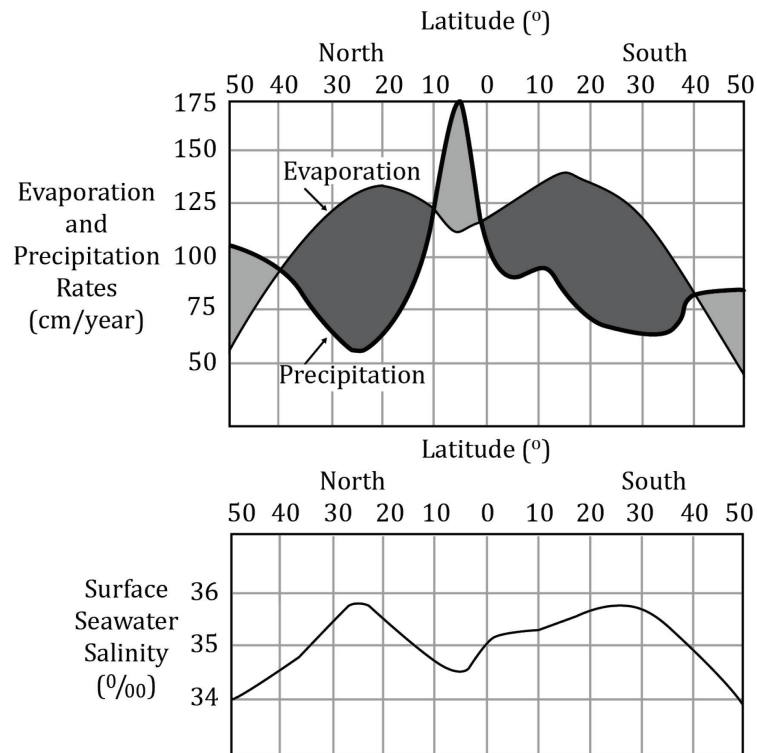 Latitude (º)
North South
50 40 30 20 10 0 10 20 30 40 50
175
150
Evaporation
Evaporation
and
Precipitation
Rates
(cm/year)
125
100
75
50
Precipitation
Latitude (º)
North South
50 40 30 20 10 0 10 20 30 40 50
Surface
Seawater
Salinity
(⁰/₀₀)
36
35
34